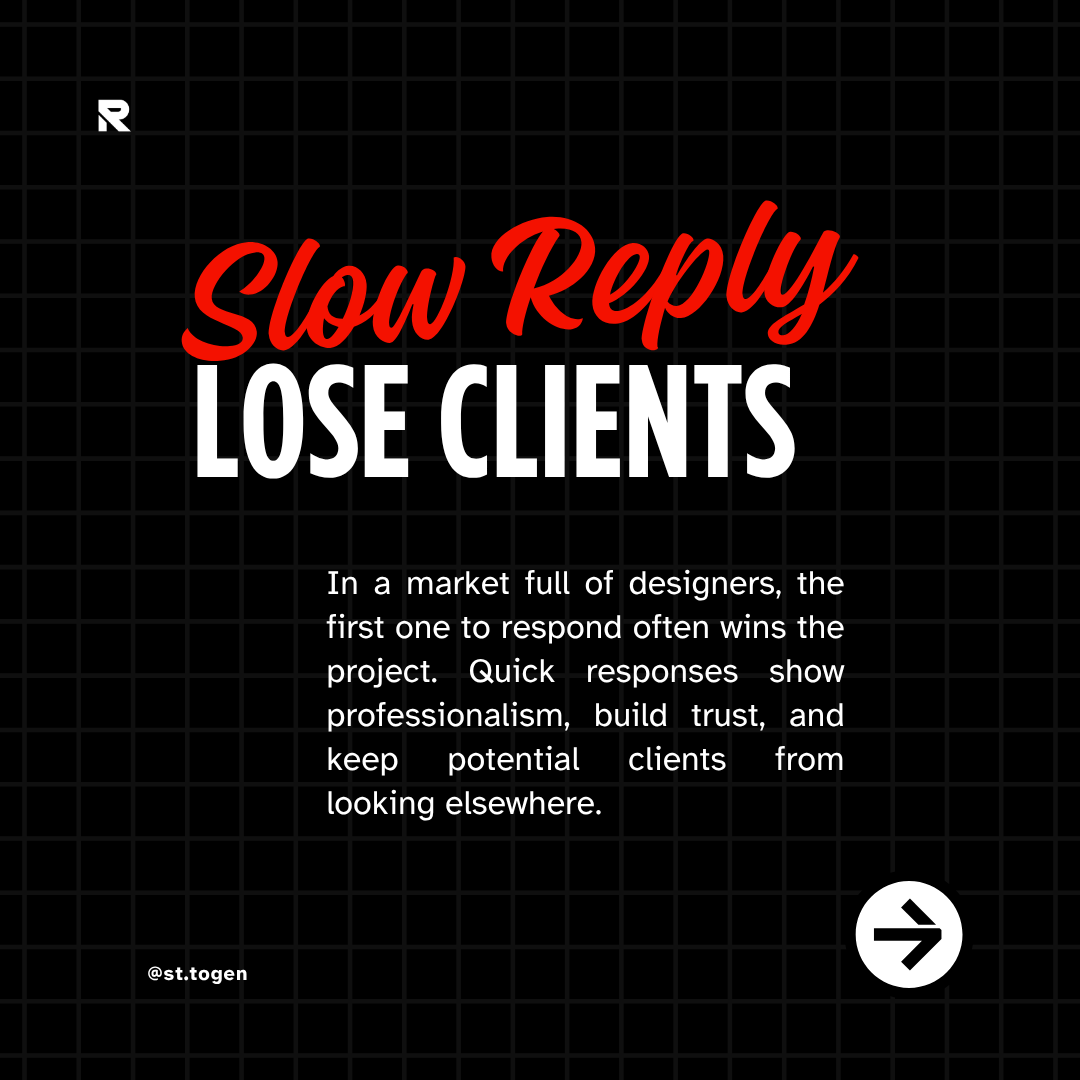 R
Slow Reply
LOSE CLIENTS
In a market full of designers, the
first one to respond often wins the
project. Quick responses show
professionalism, build trust, and
keep potential clients from
looking elsewhere.
@st.togen